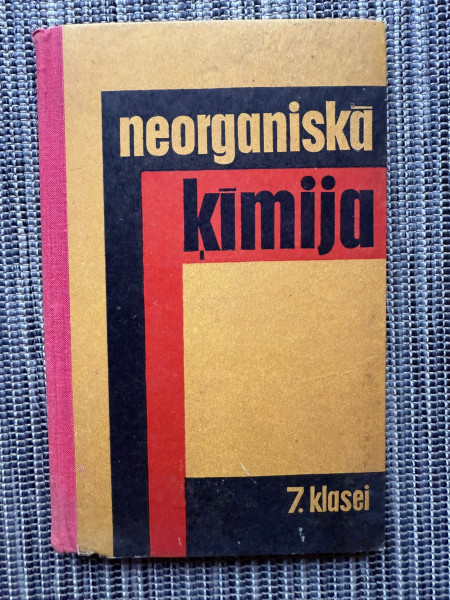 neorganiskā
ķīmija
7. klasei